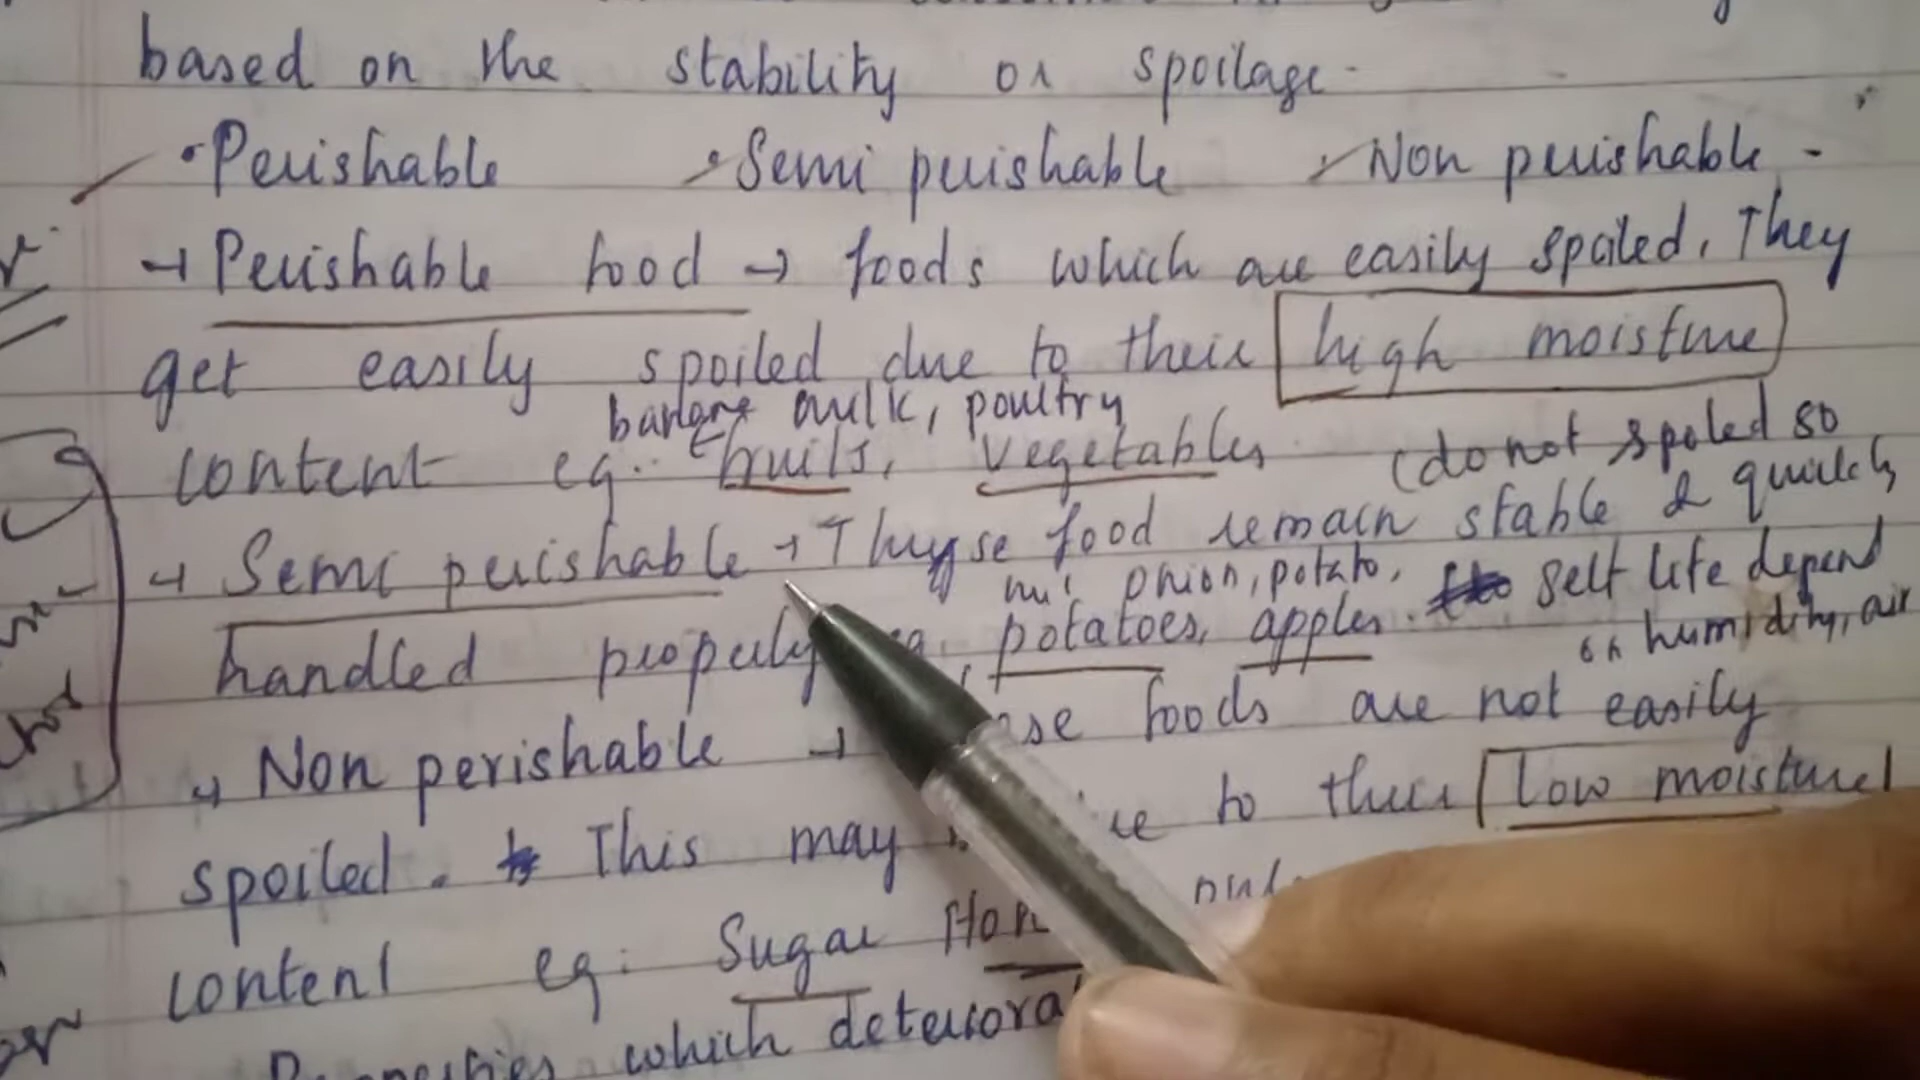 based on the stability or spoilage.
• Perishable Semi perishable Non perishable.
→ Perishable food → foods which are easily spoiled. They
get easily spoiled due to their high moisture
milk, poultry
content eg: fruits, vegetables (do not spoled so
quickly
→ Semi perishable → These food remain stable &
onion, potato, Self life depend
handled properly potatoes, apples.
on humidity, air
→ Non perishable → foods are not easily
spoiled. This may to their low moisture
content eg: Sugar
which